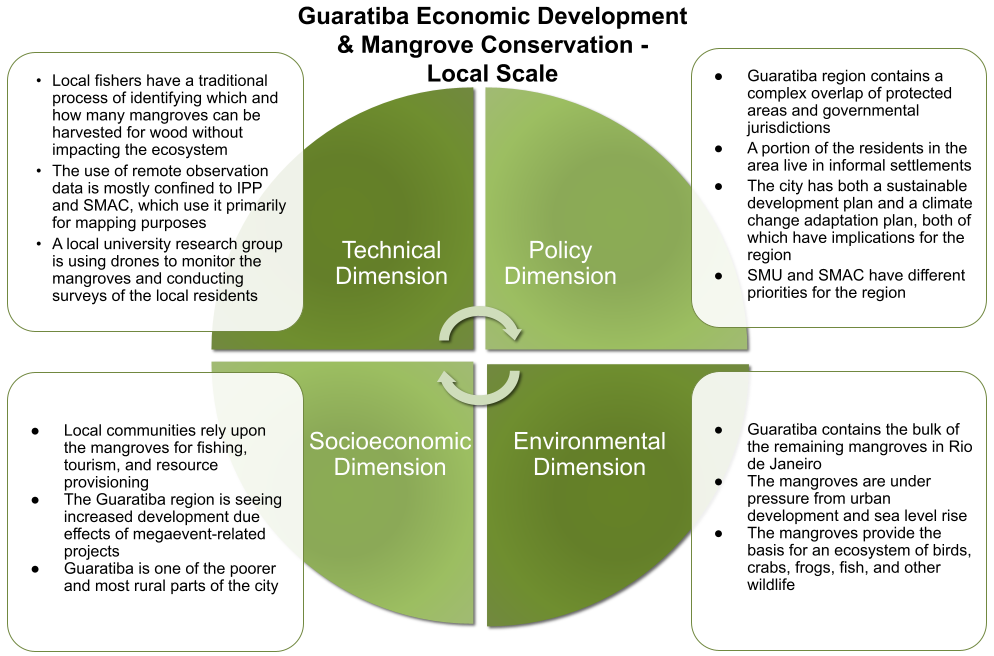 Guaratiba Economic Development
& Mangrove Conservation -
Local Scale
• Local fishers have a traditional
process of identifying which and
how many mangroves can be
harvested for wood without
impacting the ecosystem
• The use of remote observation
data is mostly confined to IPP
and SMAC, which use it primarily
for mapping purposes
• A local university research group
is using drones to monitor the
mangroves and conducting
surveys of the local residents
● Guaratiba region contains a
complex overlap of protected
areas and governmental
jurisdictions
● A portion of the residents in the
area live in informal settlements
● The city has both a sustainable
development plan and a climate
change adaptation plan, both of
which have implications for the
region
● SMU and SMAC have different
priorities for the region
Technical
Dimension
Policy
Dimension
Socioeconomic
Dimension
Environmental
Dimension
● Local communities rely upon
the mangroves for fishing,
tourism, and resource
provisioning
● The Guaratiba region is seeing
increased development due
effects of megaevent-related
projects
● Guaratiba is one of the poorer
and most rural parts of the city
● Guaratiba contains the bulk of
the remaining mangroves in Rio
de Janeiro
● The mangroves are under
pressure from urban
development and sea level rise
● The mangroves provide the
basis for an ecosystem of birds,
crabs, frogs, fish, and other
wildlife